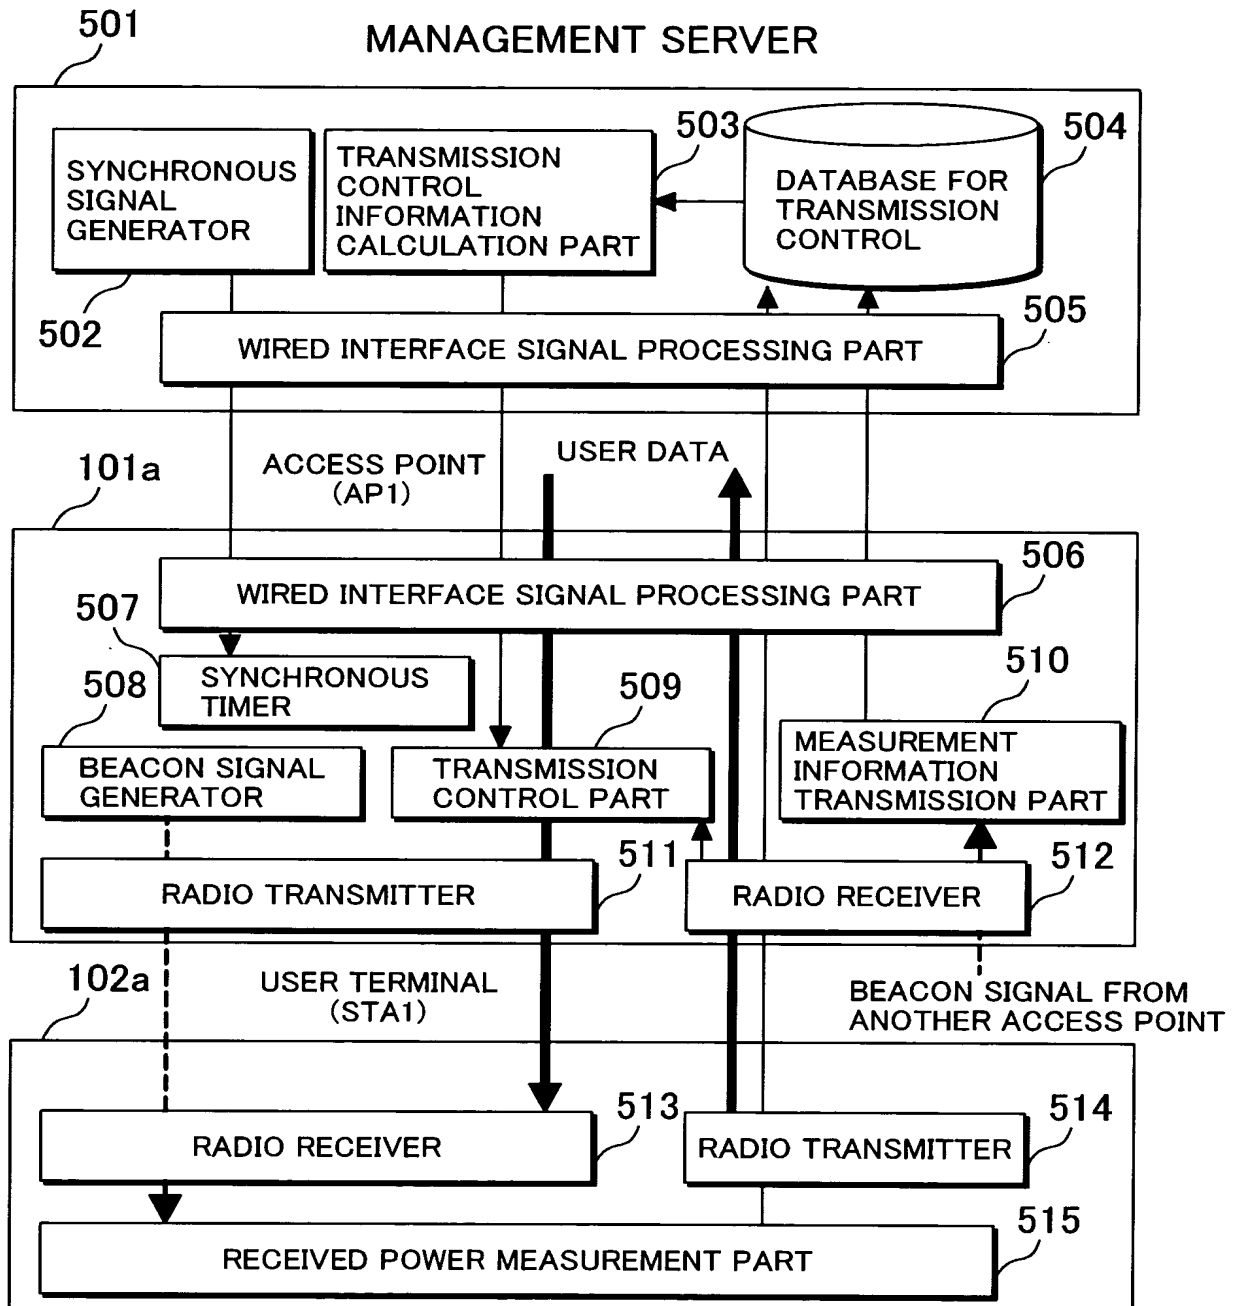 501
MANAGEMENT SERVER
SYNCHRONOUS
SIGNAL
GENERATOR
502
TRANSMISSION
CONTROL
INFORMATION
CALCULATION PART
503
DATABASE FOR
TRANSMISSION
CONTROL
504
WIRED INTERFACE SIGNAL PROCESSING PART
505
101a
ACCESS POINT
(AP1)
USER DATA
WIRED INTERFACE SIGNAL PROCESSING PART
506
507
SYNCHRONOUS
TIMER
508
BEACON SIGNAL
GENERATOR
509
TRANSMISSION
CONTROL PART
510
MEASUREMENT
INFORMATION
TRANSMISSION PART
RADIO TRANSMITTER
511
RADIO RECEIVER
512
102a
USER TERMINAL
(STA1)
BEACON SIGNAL FROM
ANOTHER ACCESS POINT
RADIO RECEIVER
513
RADIO TRANSMITTER
514
RECEIVED POWER MEASUREMENT PART
515